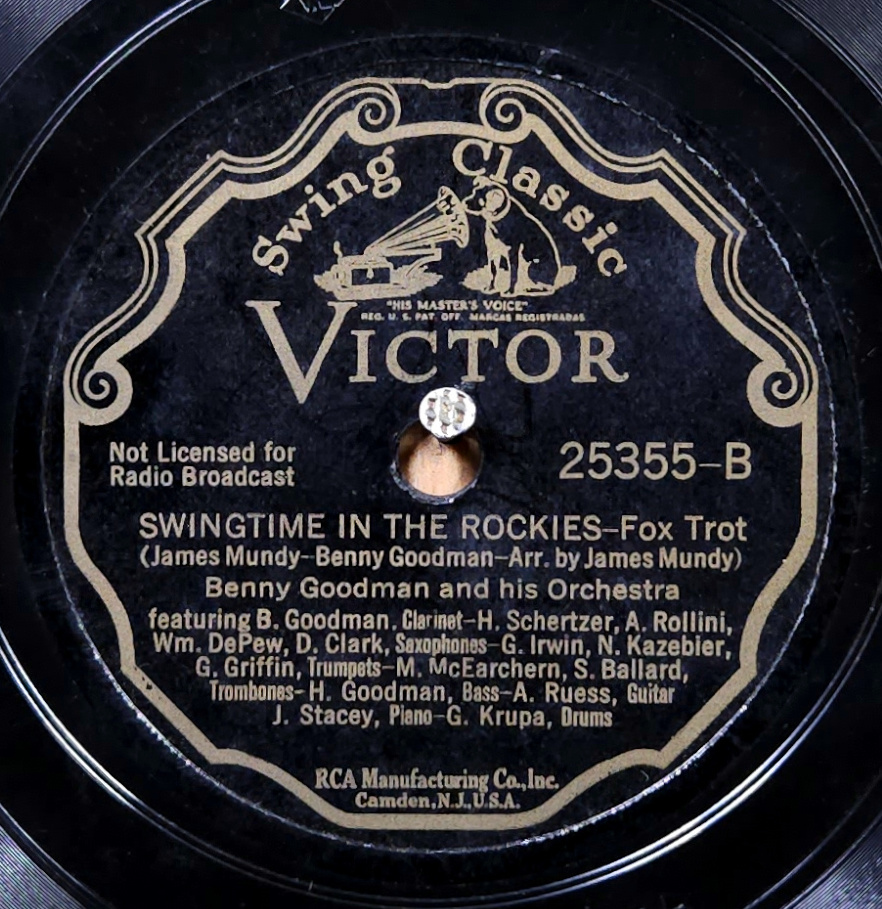 Swing Classic
"HIS MASTER'S VOICE"
REG. U. S. PAT. OFF. MARCAS REGISTRADAS
VICTOR
Not Licensed for
Radio Broadcast
25355-B
SWINGTIME IN THE ROCKIES-Fox Trot
(James Mundy-Benny Goodman-Arr. by James Mundy)
Benny Goodman and his Orchestra
featuring B. Goodman. Clarinet-H. Schertzer, A. Rollini,
Wm. DePew, D. Clark, Saxophones-G. Irwin, N. Kazebier,
G. Griffin, Trumpets-M. McEarchern, S. Ballard,
Trombones-H. Goodman, Bass-A. Ruess, Guitar
J. Stacey, Piano-G. Krupa, Drums
RCA Manufacturing Co., Inc.
Camden, N.J., U.S.A.